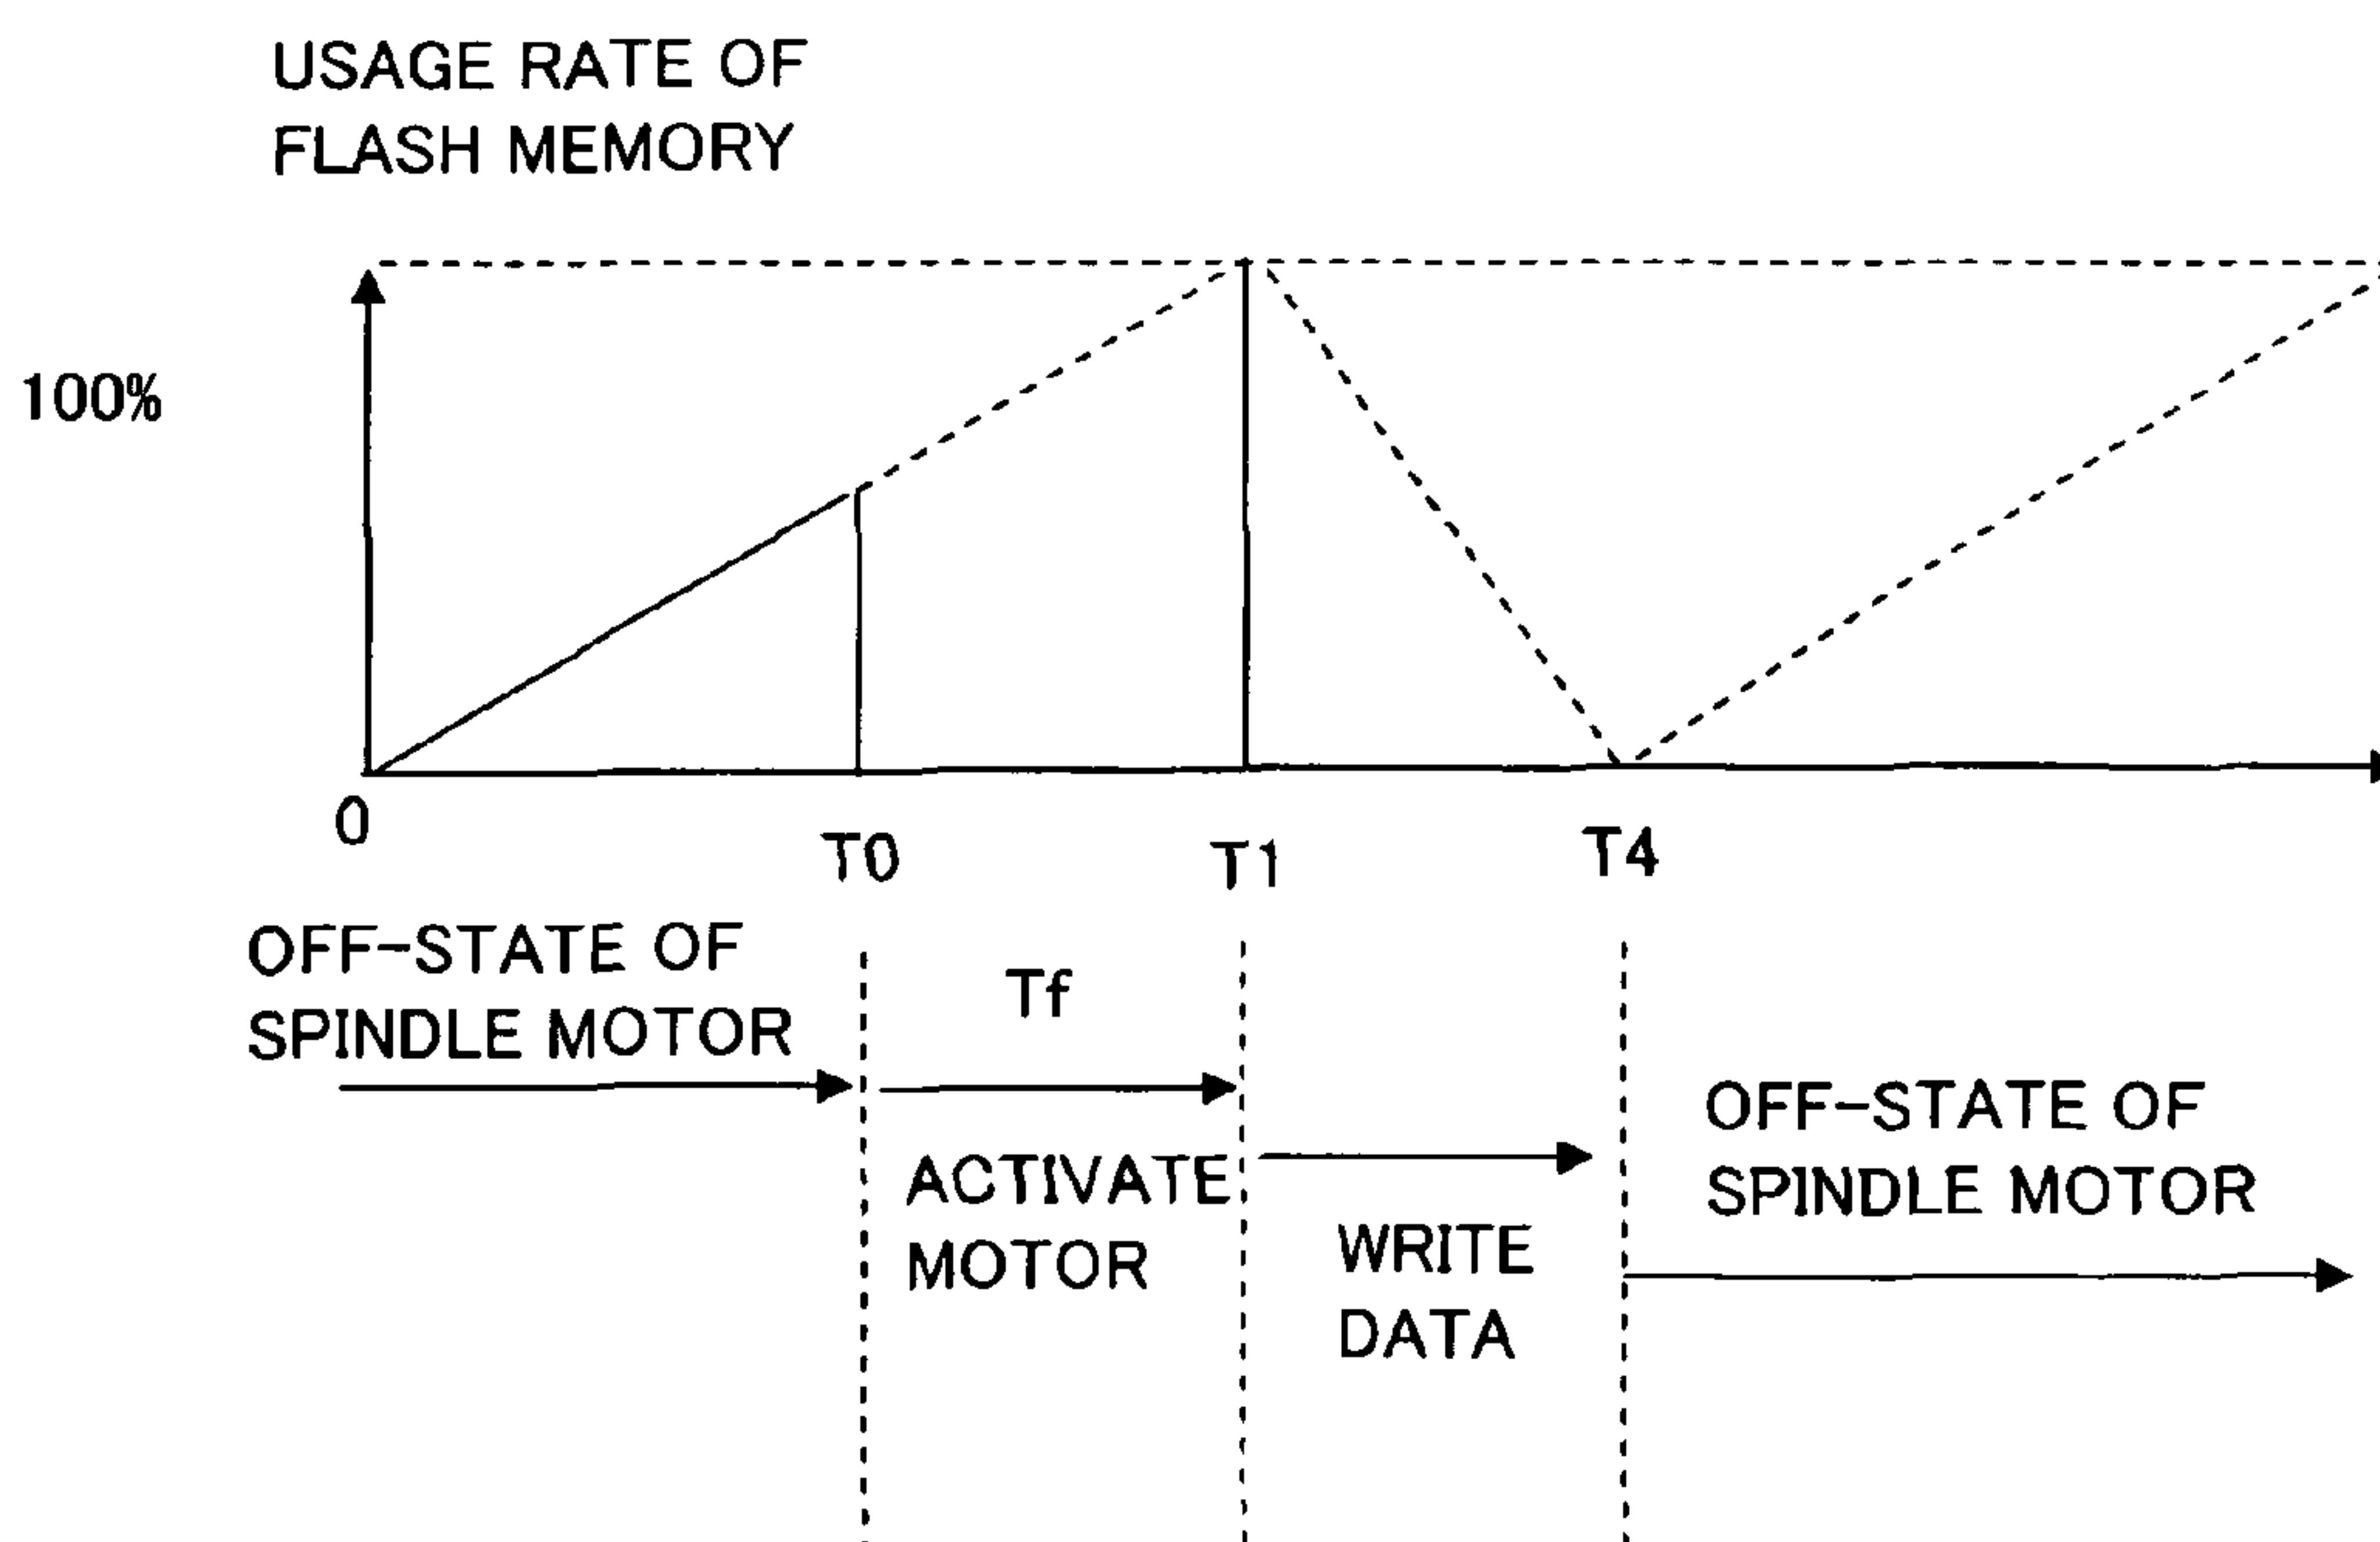 USAGE RATE OF
FLASH MEMORY
100%
0
T0
T1
T4
OFF-STATE OF
SPINDLE MOTOR
Tf
ACTIVATE
MOTOR
WRITE
DATA
OFF-STATE OF
SPINDLE MOTOR